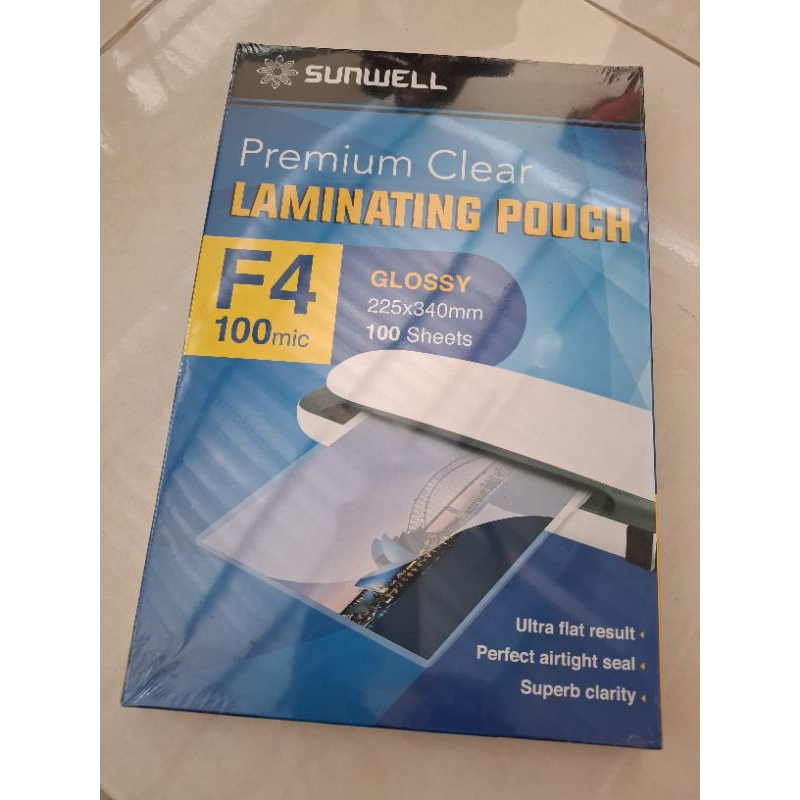 SUNWELL
Premium Clear
LAMINATING POUCH
F4
100mic
GLOSSY
225x340mm
100 Sheets
Ultra flat result
Perfect airtight seal
Superb clarity